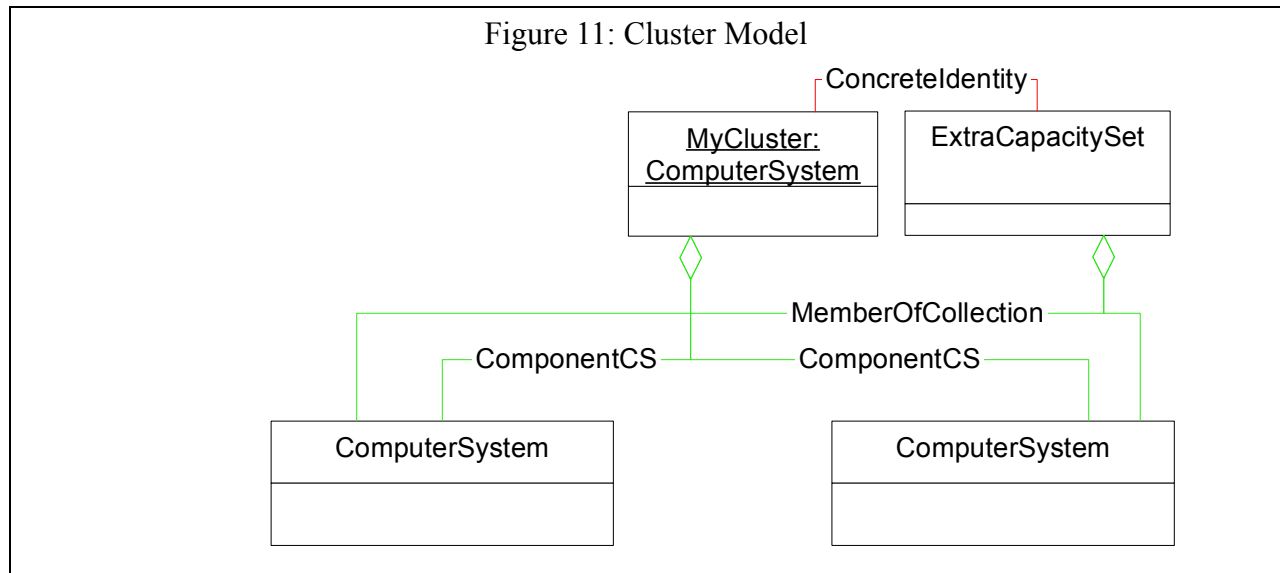 Figure 11: Cluster Model
ConcreteIdentity
MyCluster:
ComputerSystem
ExtraCapacitySet
MemberOfCollection
ComponentCS
ComponentCS
ComputerSystem
ComputerSystem